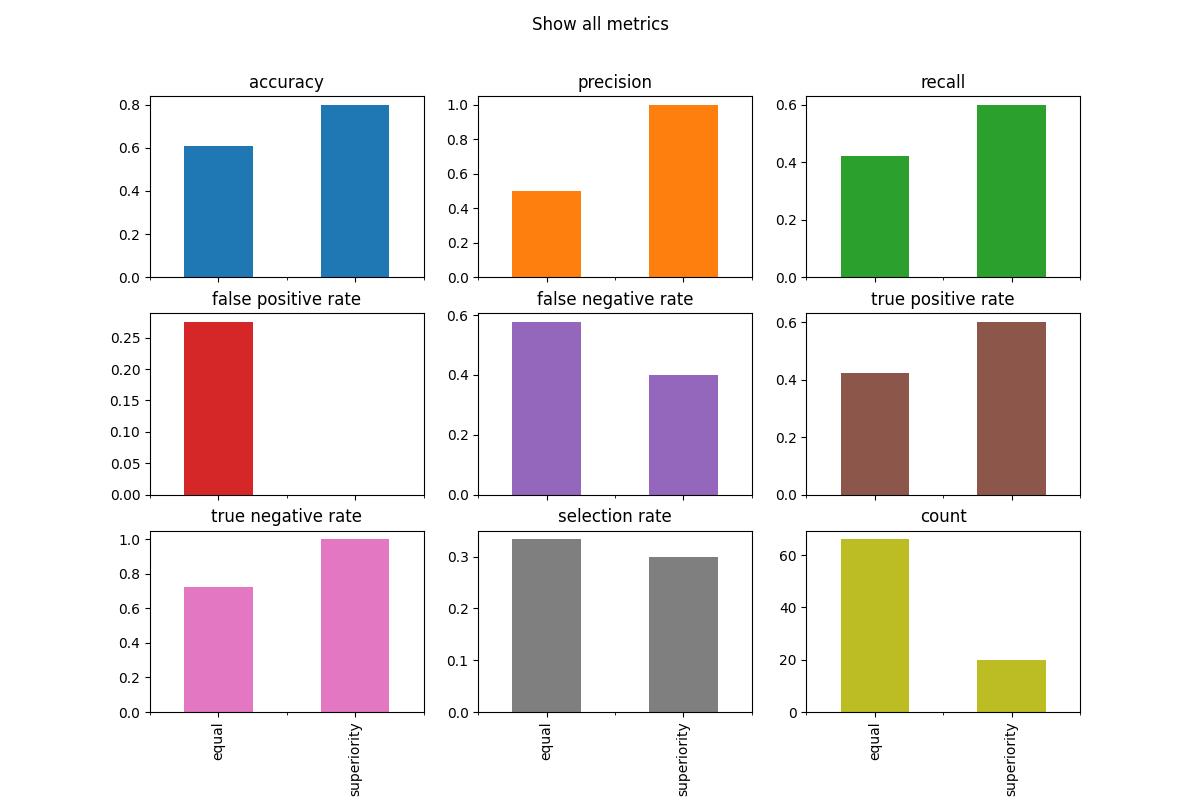 Show all metrics
accuracy
0.8
0.6
0.4
0.2
0.0
precision
1.0
0.8
0.6
0.4
0.2
0.0
recall
0.6
0.4
0.2
0.0
false positive rate
0.25
0.20
0.15
0.10
0.05
0.00
false negative rate
0.6
0.4
0.2
0.0
true positive rate
0.6
0.4
0.2
0.0
true negative rate
1.0
0.8
0.6
0.4
0.2
0.0
equal
superiority
selection rate
0.3
0.2
0.1
0.0
equal
superiority
count
60
40
20
0
equal
superiority